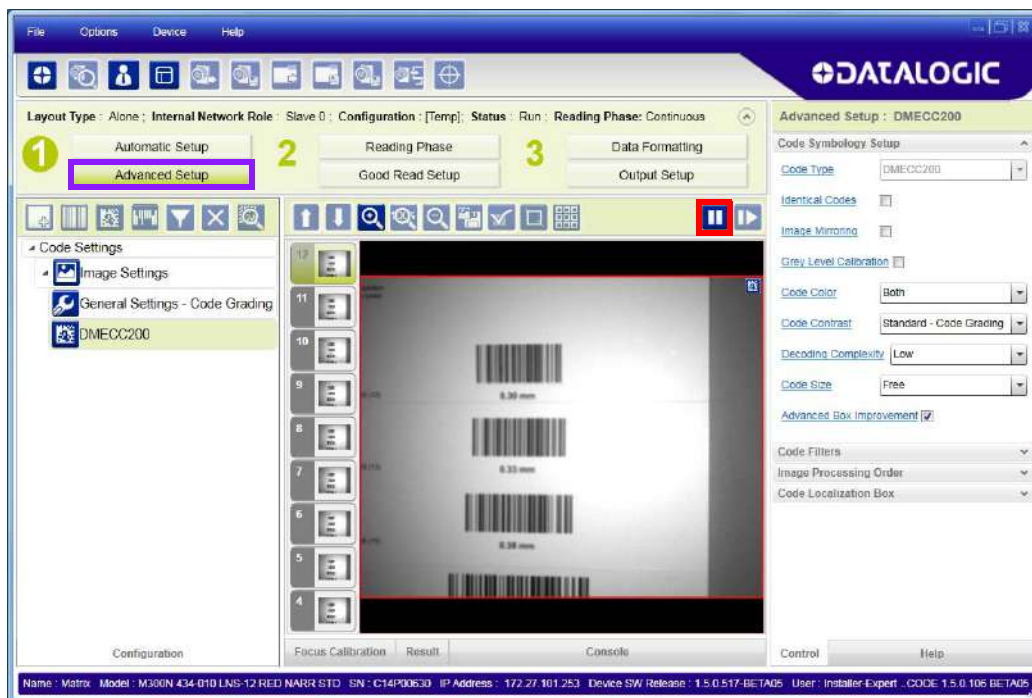 File Options Device Help
DATALOGIC
Layout Type : Alone ; Internal Network Role : Slave 0 ; Configuration : [Temp]; Status : Run ; Reading Phase: Continuous
1 Automatic Setup 2 Reading Phase 3 Data Formatting
Advanced Setup Good Read Setup Output Setup
Code Settings
Image Settings
General Settings - Code Grading
DMECC200
Configuration
12
11
10
9
8
7
6
5
4
0.30 mm
0.33 mm
0.38 mm
Focus Calibration Result Console
Advanced Setup : DMECC200
Code Symbology Setup
Code Type DMECC200
Identical Codes
Image Mirroring
Grey Level Calibration
Code Color Both
Code Contrast Standard - Code Grading
Decoding Complexity Low
Code Size Free
Advanced Box Improvement
Code Filters
Image Processing Order
Code Localization Box
Control Help
Name : Matrix Model : M300N 434-010 LNS-12 RED NARR STD SN : C14P00630 IP Address : 172.27.101.253 Device SW Release : 1.5.0.517-BETA05 User : Installer-Expert ..CODE 1.5.0.106 BETA05